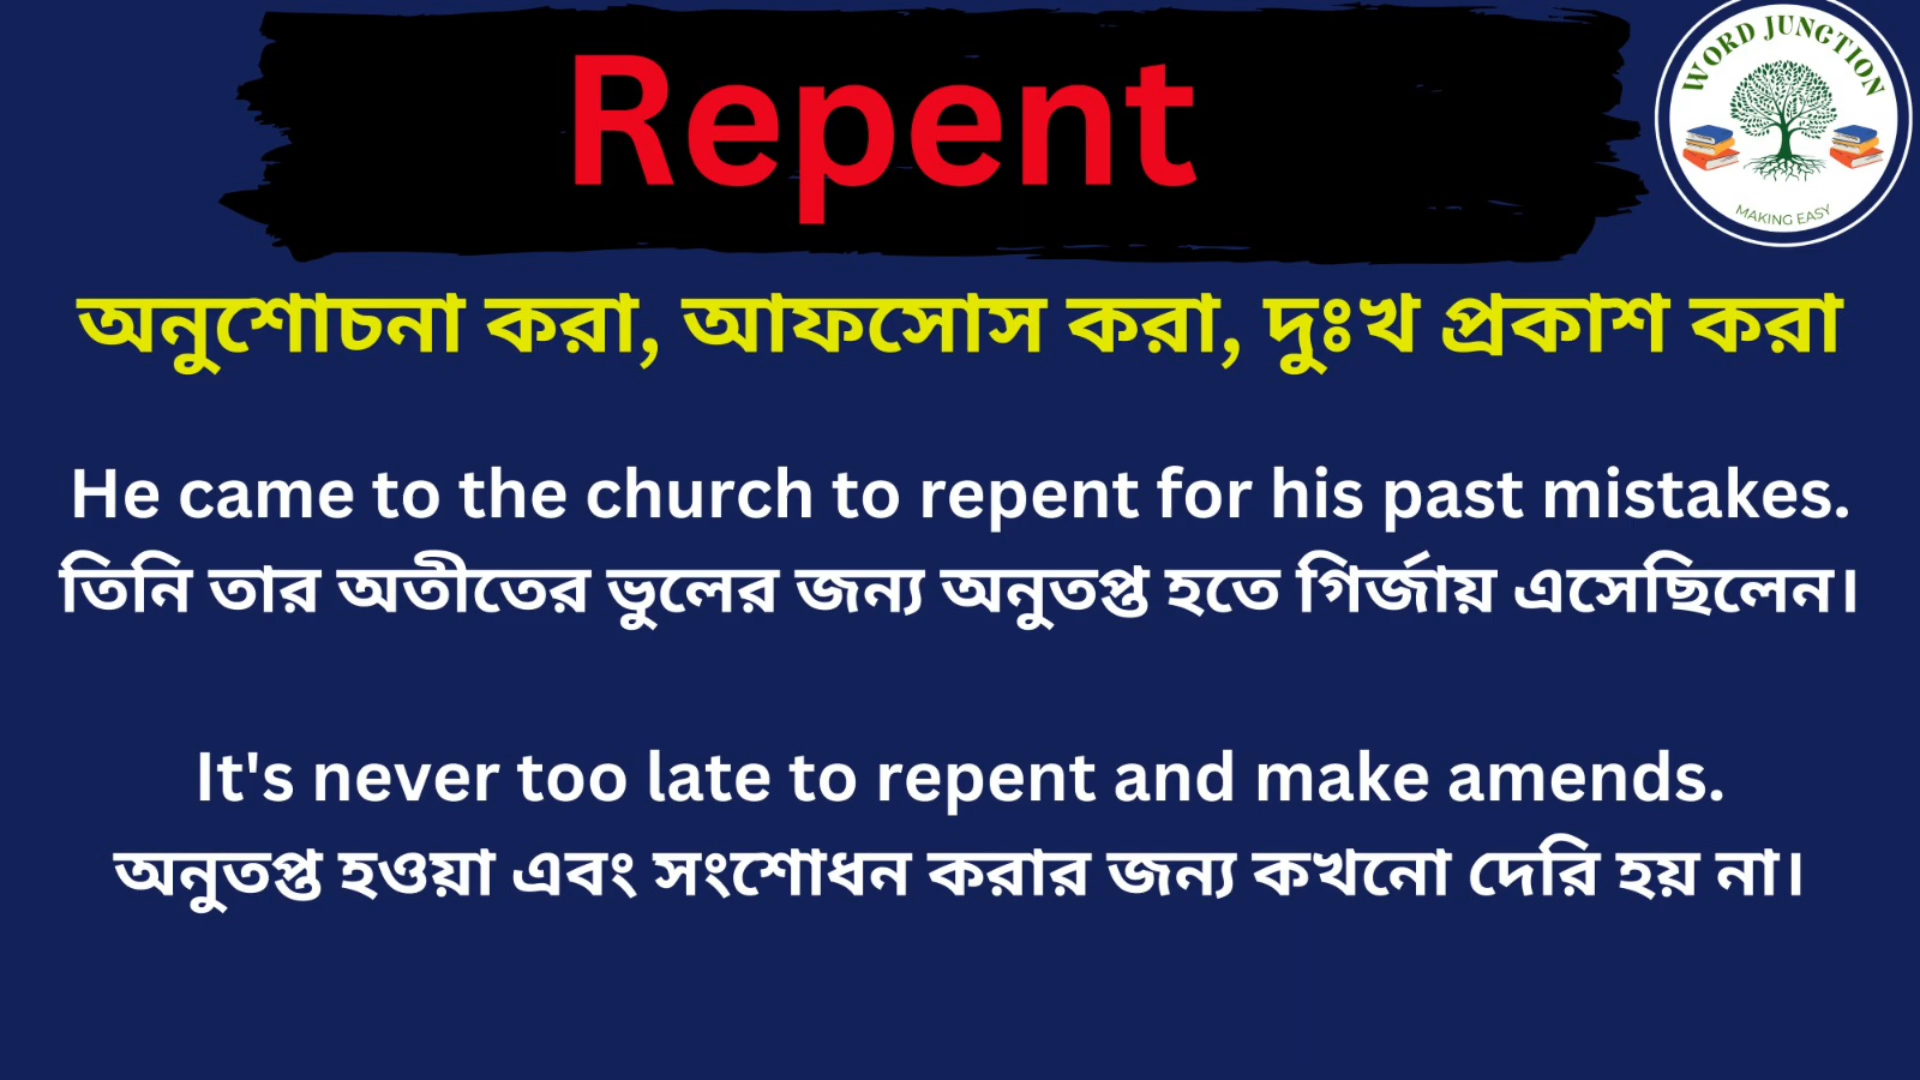 Repent
WORD JUNCTION
MAKING EASY
অনুশোচনা করা, আফসোস করা, দুঃখ প্রকাশ করা
He came to the church to repent for his past mistakes.
তিনি তার অতীতের ভুলের জন্য অনুতপ্ত হতে গির্জায় এসেছিলেন।
It's never too late to repent and make amends.
অনুতপ্ত হওয়া এবং সংশোধন করার জন্য কখনো দেরি হয় না।